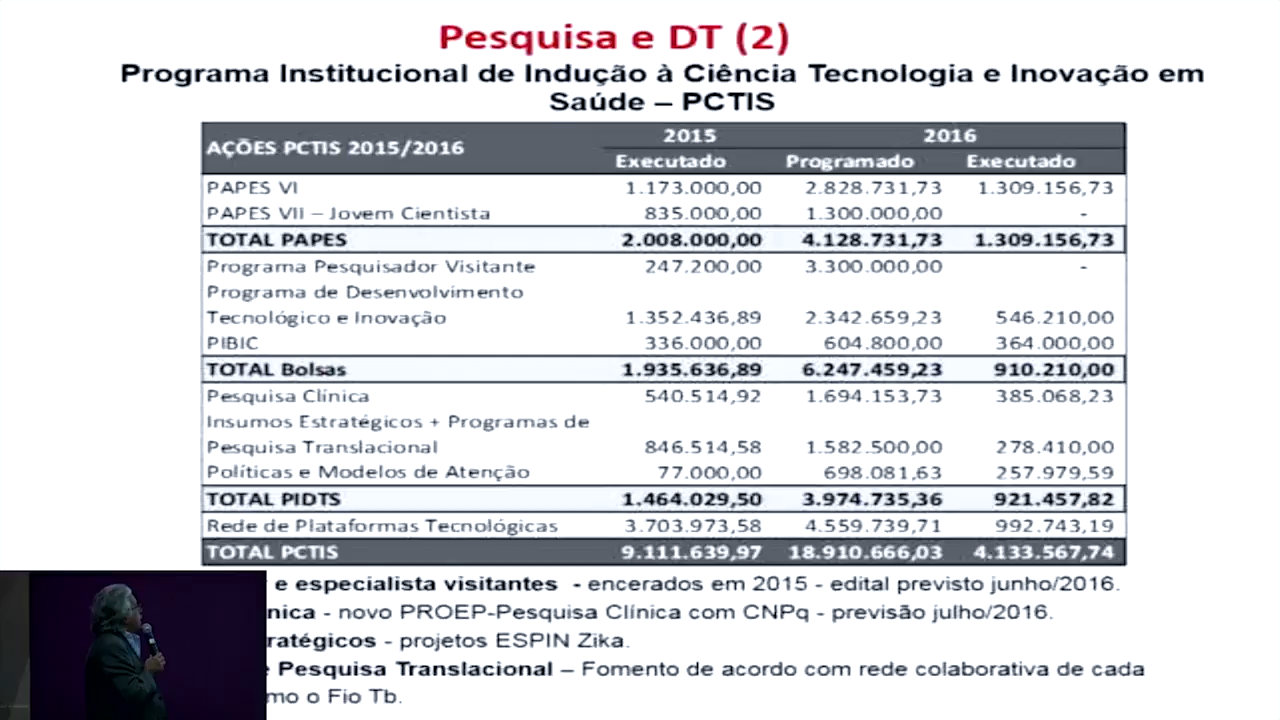 Pesquisa e DT (2)
Programa Institucional de Indução à Ciência Tecnologia e Inovação em
Saúde – PCTIS
AÇÕES PCTIS 2015/2016 2015 2016
Executado Programado Executado
PAPES VI 1.173.000,00 2.828.731,73 1.309.156,73
PAPES VII – Jovem Cientista 835.000,00 1.300.000,00 -
TOTAL PAPES 2.008.000,00 4.128.731,73 1.309.156,73
Programa Pesquisador Visitante 247.200,00 3.300.000,00 -
Programa de Desenvolvimento
Tecnológico e Inovação 1.352.436,89 2.342.659,23 546.210,00
PIBIC 336.000,00 604.800,00 364.000,00
TOTAL Bolsas 1.935.636,89 6.247.459,23 910.210,00
Pesquisa Clínica 540.514,92 1.694.153,73 385.068,23
Insumos Estratégicos + Programas de
Pesquisa Translacional 846.514,58 1.582.500,00 278.410,00
Políticas e Modelos de Atenção 77.000,00 698.081,63 257.979,59
TOTAL PIDTS 1.464.029,50 3.974.735,36 921.457,82
Rede de Plataformas Tecnológicas 3.703.973,58 4.559.739,71 992.743,19
TOTAL PCTIS 9.111.639,97 18.910.666,03 4.133.567,74
e especialista visitantes - encerados em 2015 - edital previsto junho/2016.
nica - novo PROEP-Pesquisa Clínica com CNPq - previsão julho/2016.
ratégicos - projetos ESPIN Zika.
e Pesquisa Translacional – Fomento de acordo com rede colaborativa de cada
mo o Fio Tb.